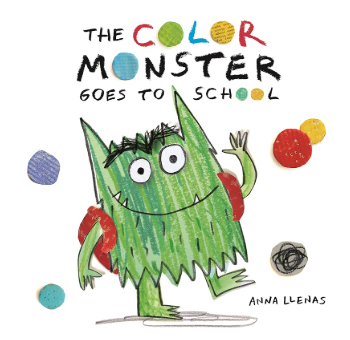 THE COLOR
MONSTER
GOES TO SCHOOL
ANNA LLENAS